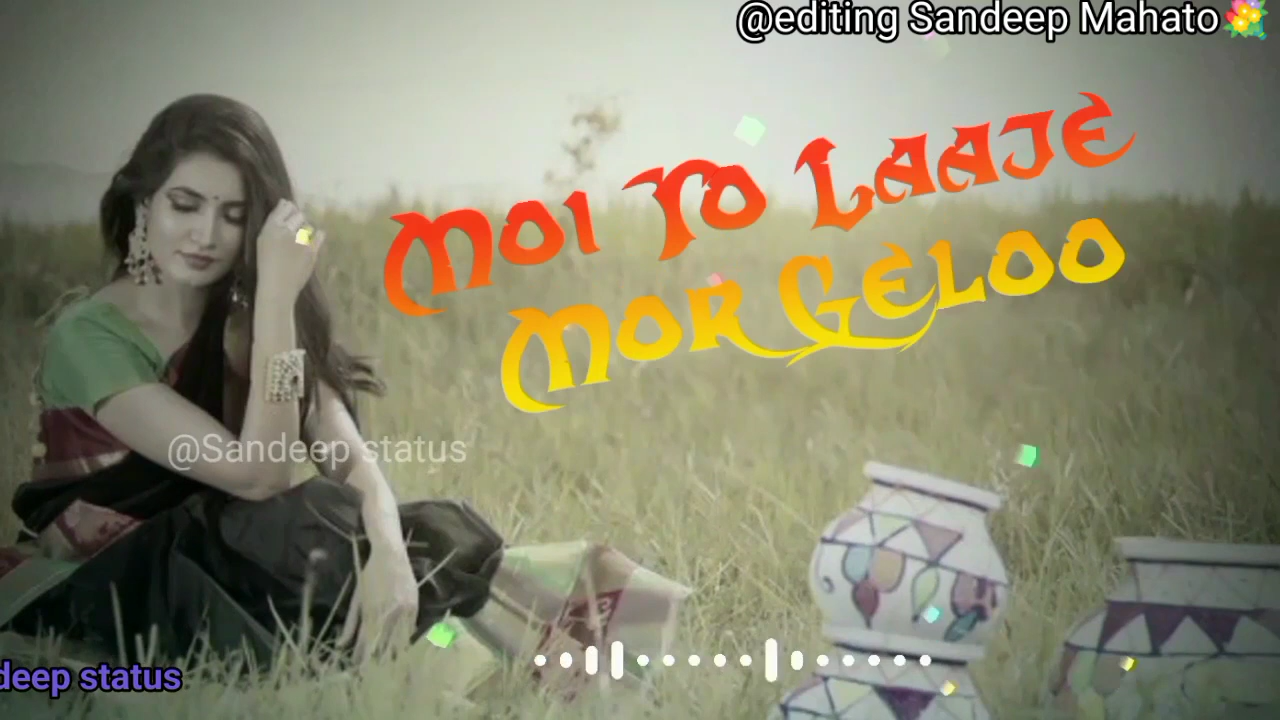 @editing Sandeep Mahato💐
Moi To Laaje
Mor Geloo
@Sandeep status
deep status